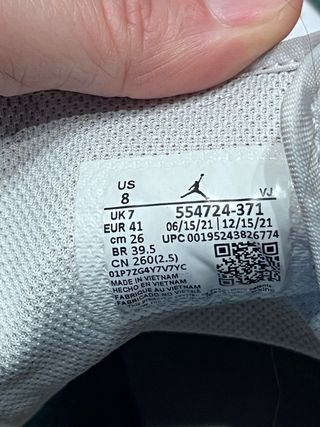 US
8
VJ
UK 7
554724-371
EUR 41
06/15/21 | 12/15/21
cm 26
UPC 00195243826774
BR 39.5
CN 260(2.5)
01P7ZG4Y7V7YC
MADE IN VIETNAM
HECHO EN VIETNAM
FABRIQUE AU VIETNAM
FABRICADO NO VIETNÃ